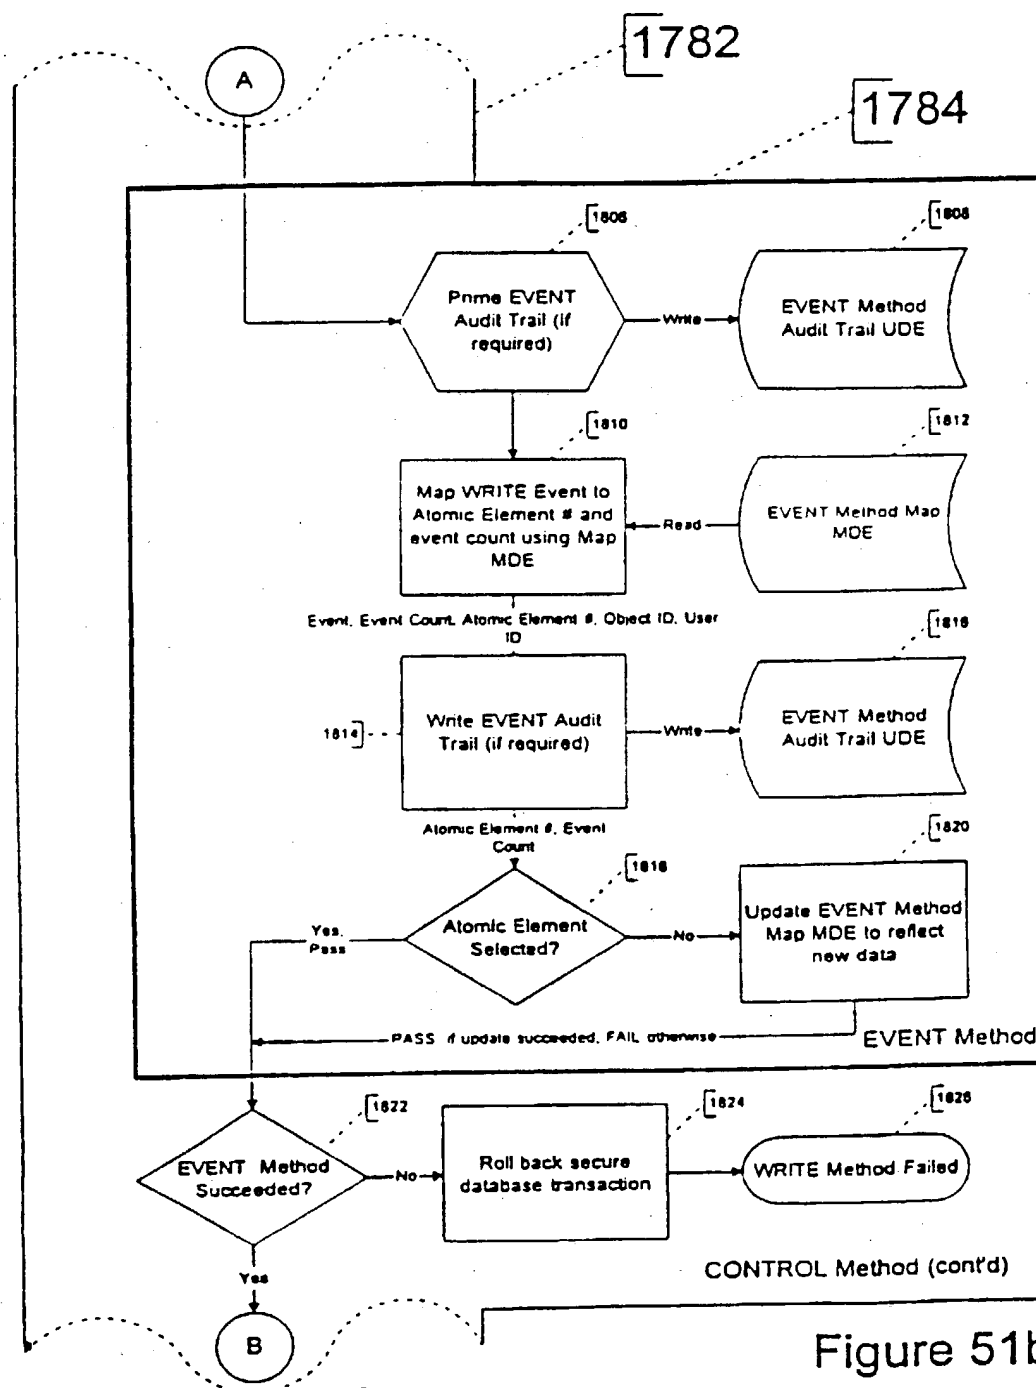 1782
A
1784
1806
1808
Prime EVENT
Audit Trail (if
required)
Write
EVENT Method
Audit Trail UDE
1810
1812
Map WRITE Event to
Atomic Element # and
event count using Map
MDE
Read
EVENT Method Map
MDE
Event, Event Count, Atomic Element #, Object ID, User
ID
1816
1814
Write EVENT Audit
Trail (if required)
Write
EVENT Method
Audit Trail UDE
Atomic Element #, Event
Count
1818
1820
Yes,
Pass
Atomic Element
Selected?
No
Update EVENT Method
Map MDE to reflect
new data
PASS if update succeeded, FAIL otherwise
EVENT Method
1822
1824
1826
EVENT Method
Succeeded?
No
Roll back secure
database transaction
WRITE Method Failed
Yes
CONTROL Method (cont'd)
B
Figure 51b